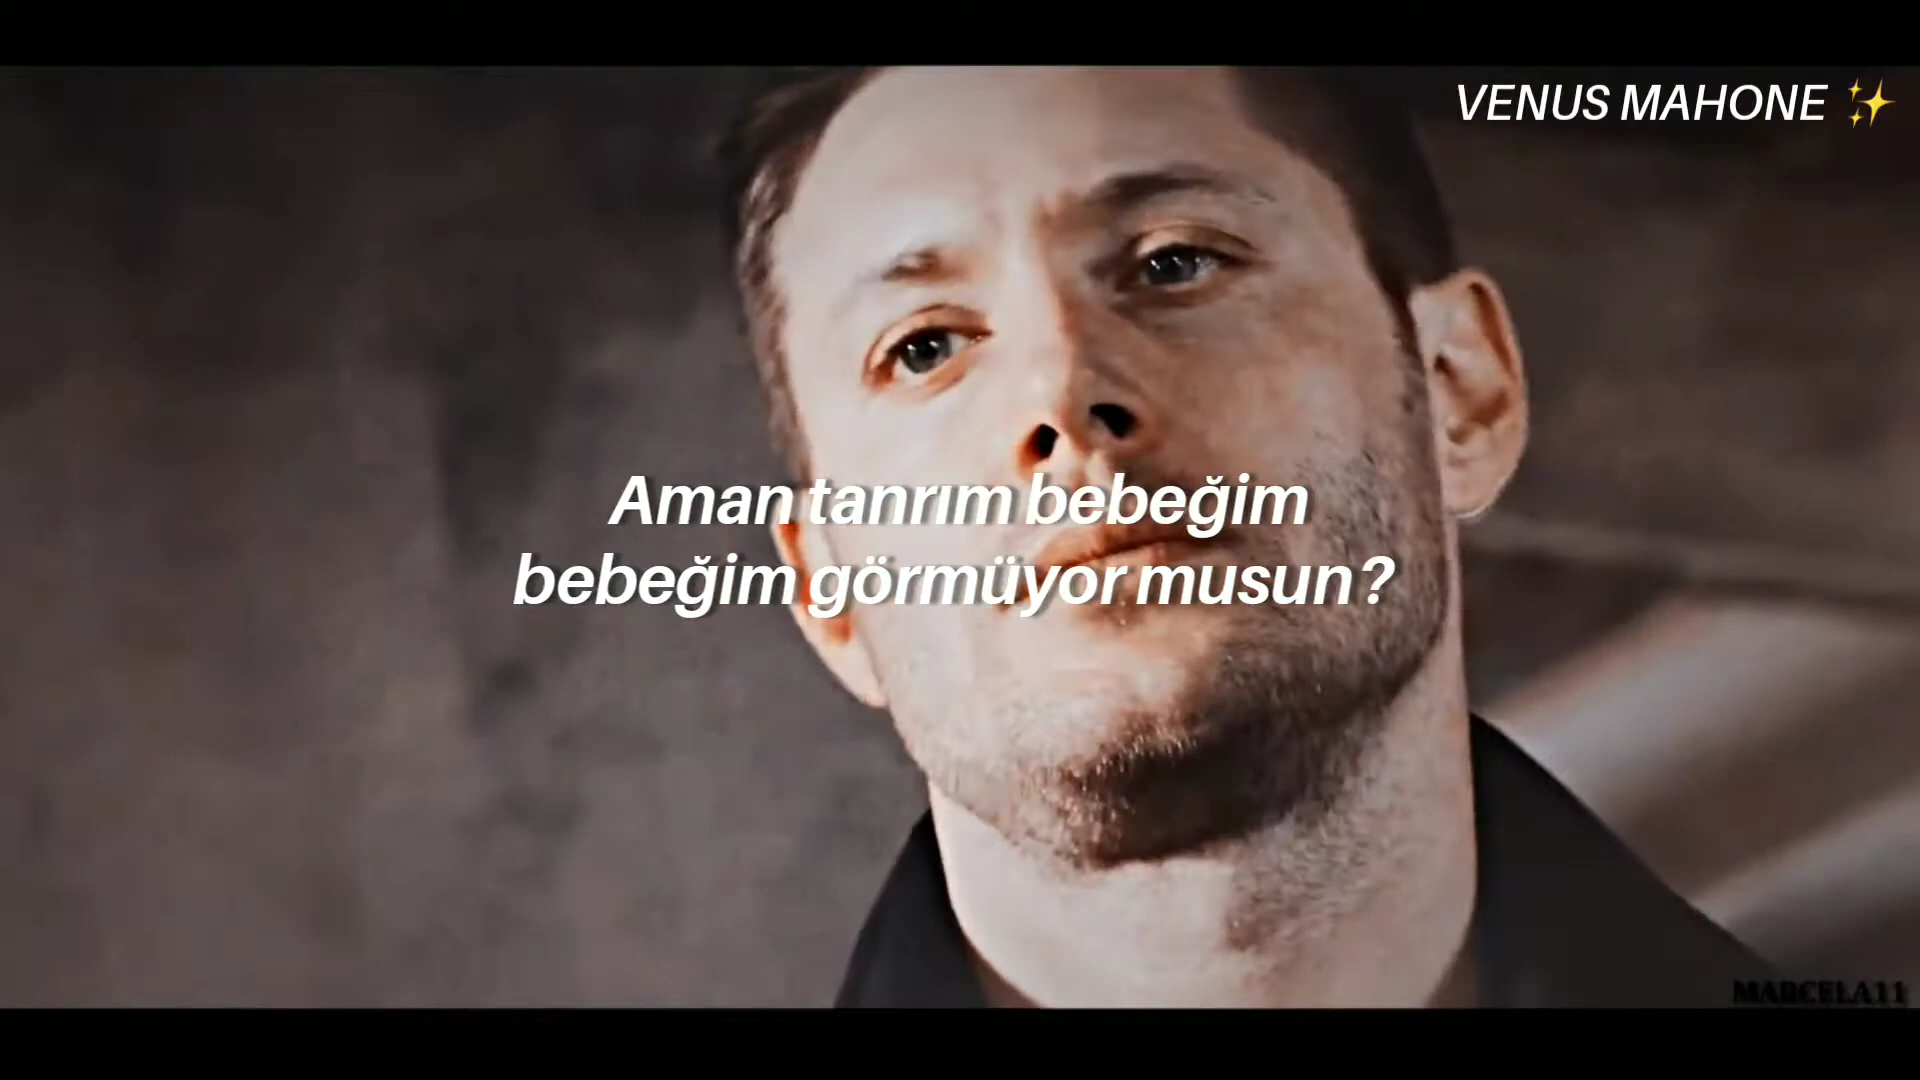 VENUS MAHONE ✨
Aman tanrım bebeğim
bebeğim görmüyor musun?
MARCELA11